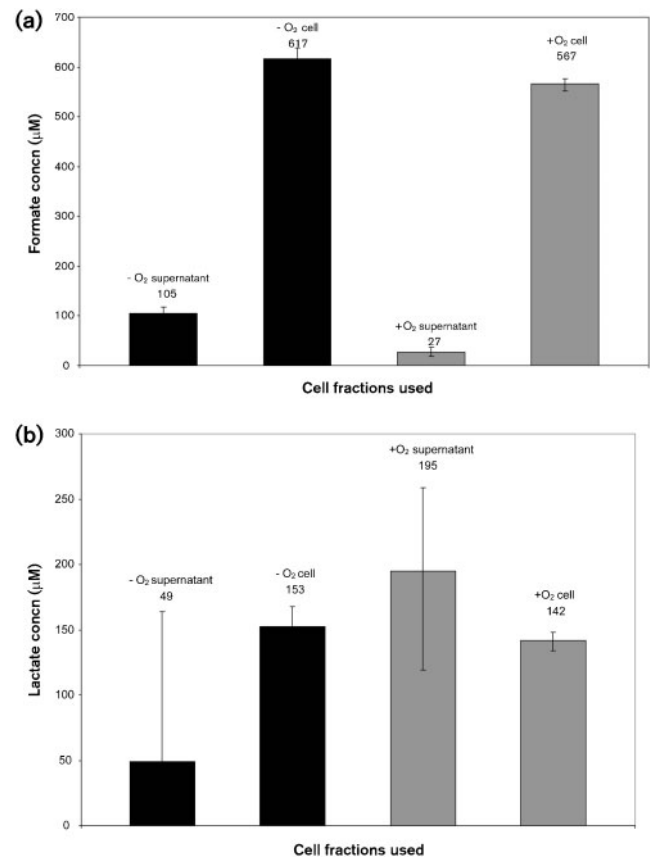 (a)
700
600
500
400
300
200
100
0
Formate concn (μM)
- O₂ supernatant
105
- O₂ cell
617
+O₂ supernatant
27
+O₂ cell
567
Cell fractions used
(b)
300
250
200
150
100
50
0
Lactate concn (μM)
- O₂ supernatant
49
- O₂ cell
153
+O₂ supernatant
195
+O₂ cell
142
Cell fractions used